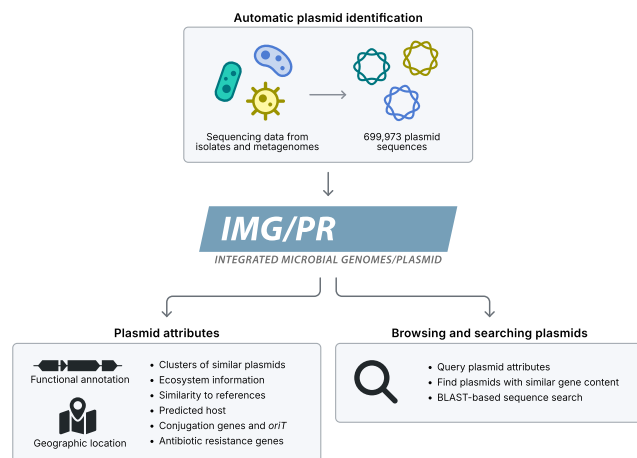 Automatic plasmid identification
Sequencing data from
isolates and metagenomes
699,973 plasmid
sequences
IMG/PR
INTEGRATED MICROBIAL GENOMES/PLASMID
Plasmid attributes
Functional annotation
Geographic location
• Clusters of similar plasmids
• Ecosystem information
• Similarity to references
• Predicted host
• Conjugation genes and oriT
• Antibiotic resistance genes
Browsing and searching plasmids
• Query plasmid attributes
• Find plasmids with similar gene content
• BLAST-based sequence search